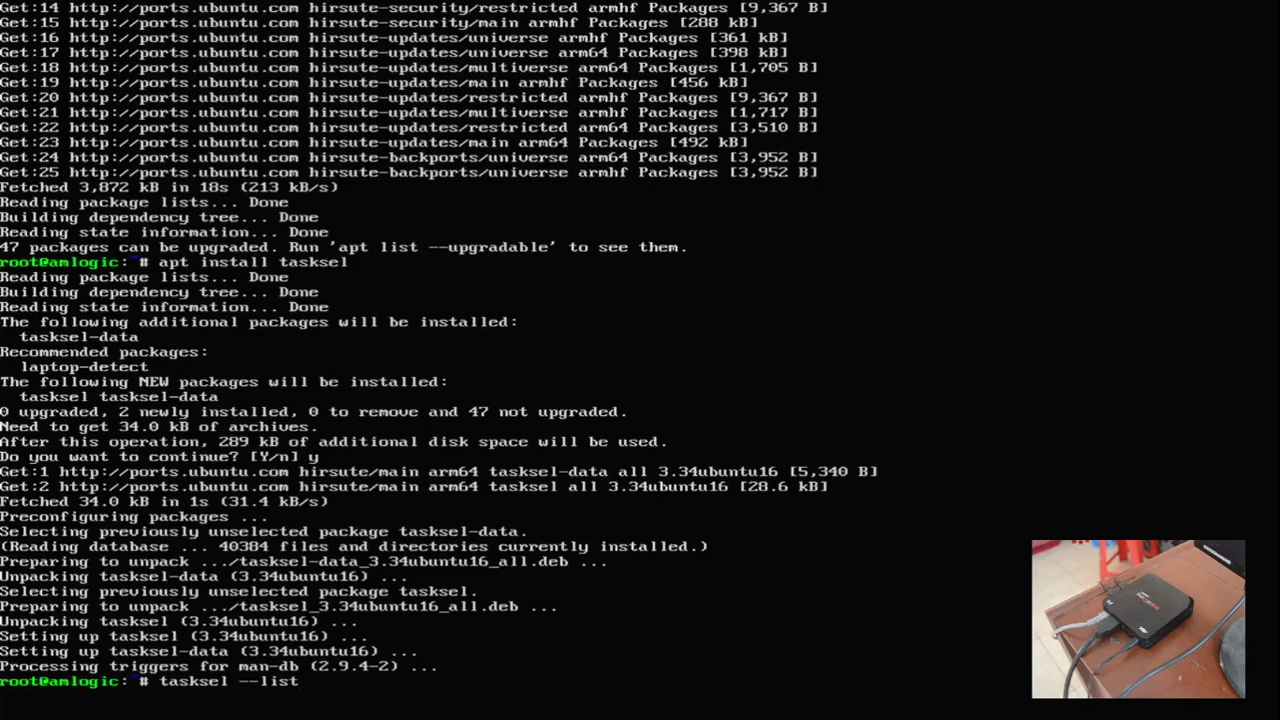 Get:14 http://ports.ubuntu.com hirsute-security/restricted armhf Packages [9,367 B]
Get:15 http://ports.ubuntu.com hirsute-security/main armhf Packages [288 kB]
Get:16 http://ports.ubuntu.com hirsute-updates/universe armhf Packages [361 kB]
Get:17 http://ports.ubuntu.com hirsute-updates/universe arm64 Packages [398 kB]
Get:18 http://ports.ubuntu.com hirsute-updates/multiverse arm64 Packages [1,705 B]
Get:19 http://ports.ubuntu.com hirsute-updates/main armhf Packages [456 kB]
Get:20 http://ports.ubuntu.com hirsute-updates/restricted armhf Packages [9,367 B]
Get:21 http://ports.ubuntu.com hirsute-updates/multiverse armhf Packages [1,717 B]
Get:22 http://ports.ubuntu.com hirsute-updates/restricted arm64 Packages [3,510 B]
Get:23 http://ports.ubuntu.com hirsute-updates/main arm64 Packages [492 kB]
Get:24 http://ports.ubuntu.com hirsute-backports/universe arm64 Packages [3,952 B]
Get:25 http://ports.ubuntu.com hirsute-backports/universe armhf Packages [3,952 B]
Fetched 3,872 kB in 18s (213 kB/s)
Reading package lists... Done
Building dependency tree... Done
Reading state information... Done
47 packages can be upgraded. Run 'apt list --upgradable' to see them.
root@amlogic:~# apt install tasksel
Reading package lists... Done
Building dependency tree... Done
Reading state information... Done
The following additional packages will be installed:
  tasksel-data
Recommended packages:
  laptop-detect
The following NEW packages will be installed:
  tasksel tasksel-data
0 upgraded, 2 newly installed, 0 to remove and 47 not upgraded.
Need to get 34.0 kB of archives.
After this operation, 289 kB of additional disk space will be used.
Do you want to continue? [Y/n] y
Get:1 http://ports.ubuntu.com hirsute/main arm64 tasksel-data all 3.34ubuntu16 [5,340 B]
Get:2 http://ports.ubuntu.com hirsute/main arm64 tasksel all 3.34ubuntu16 [28.6 kB]
Fetched 34.0 kB in 1s (31.4 kB/s)
Preconfiguring packages ...
Selecting previously unselected package tasksel-data.
(Reading database ... 40384 files and directories currently installed.)
Preparing to unpack .../tasksel-data_3.34ubuntu16_all.deb ...
Unpacking tasksel-data (3.34ubuntu16) ...
Selecting previously unselected package tasksel.
Preparing to unpack .../tasksel_3.34ubuntu16_all.deb ...
Unpacking tasksel (3.34ubuntu16) ...
Setting up tasksel (3.34ubuntu16) ...
Setting up tasksel-data (3.34ubuntu16) ...
Processing triggers for man-db (2.9.4-2) ...
root@amlogic:~# tasksel --list